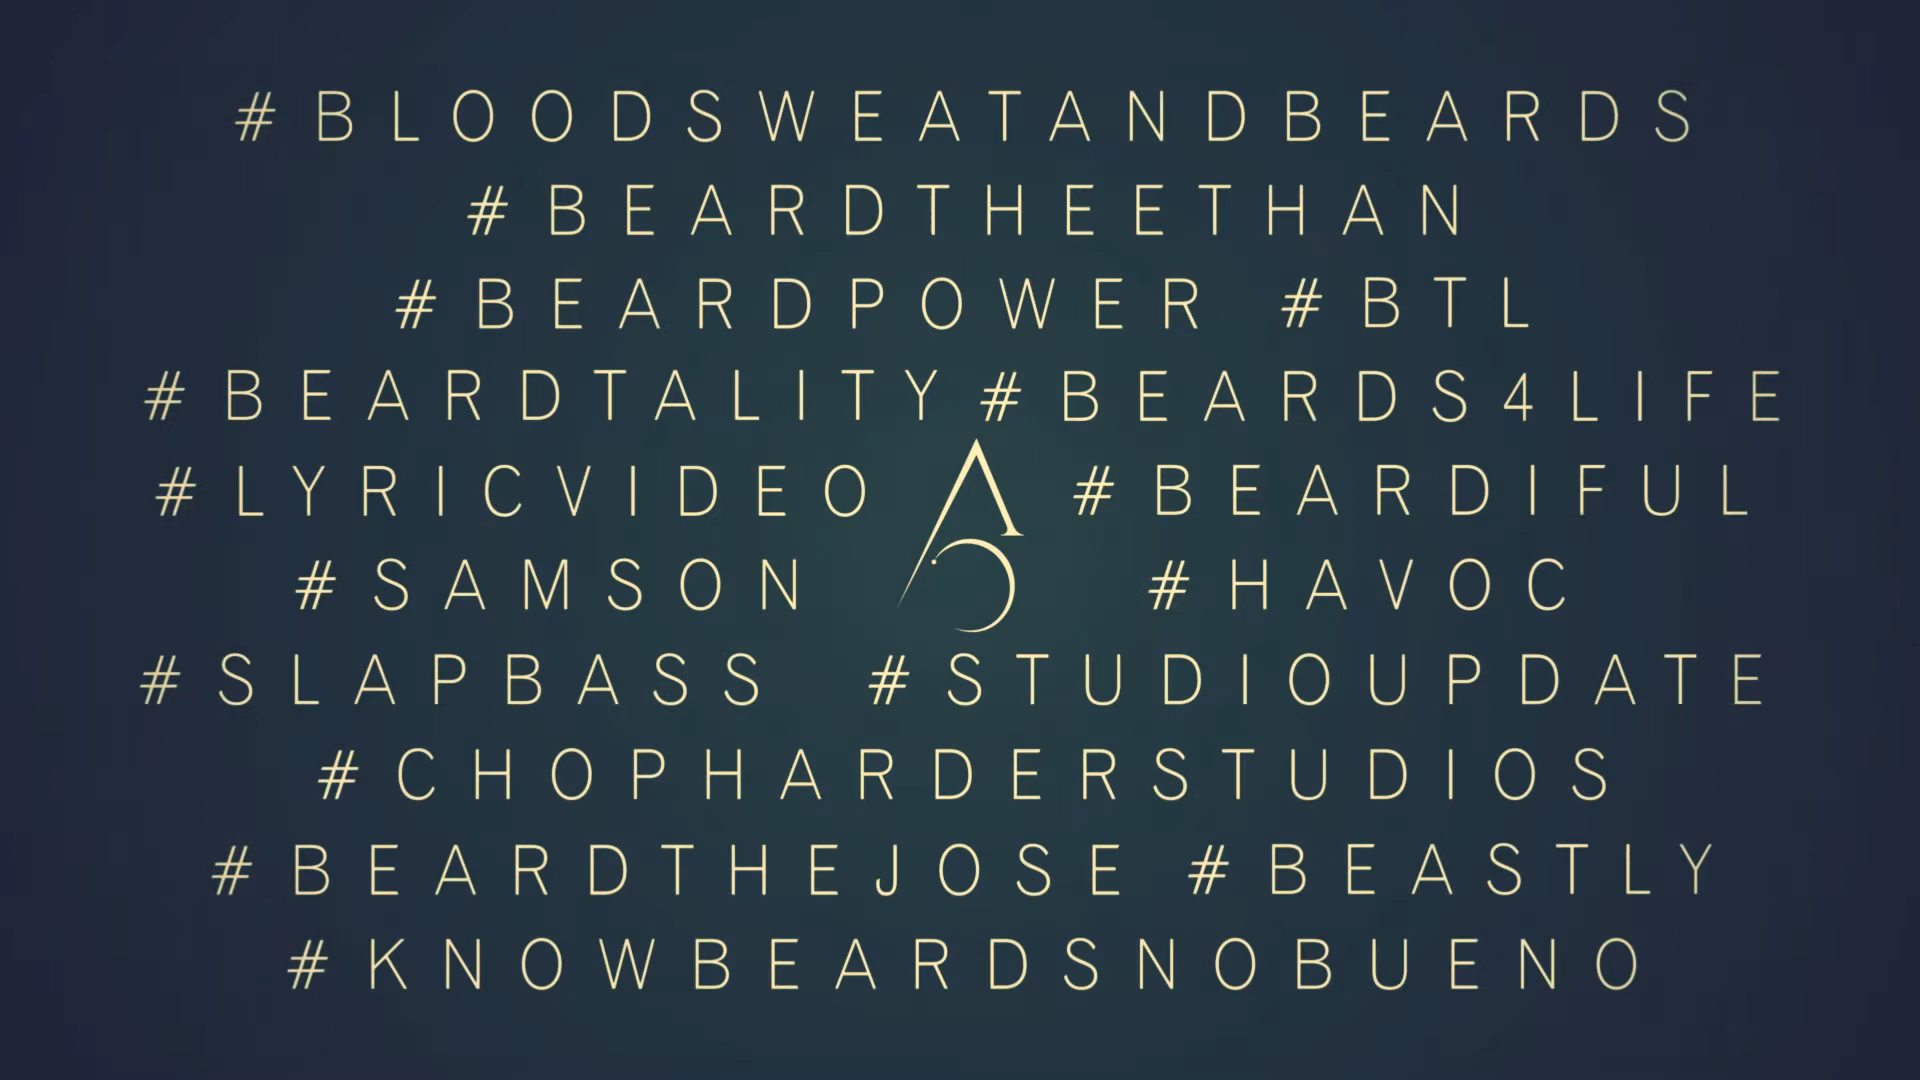 #BLOODSWEATANDBEARDS
#BEARDTHEETHAN
#BEARDPOWER #BTL
#BEARDTALITY #BEARDS4LIFE
#LYRICVIDEO #BEARDIFUL
#SAMSON #HAVOC
#SLAPBASS #STUDIOUPDATE
#CHOPHARDERSTUDIOS
#BEARDTHEJOSE #BEASTLY
#KNOWBEARDSNOBUENO